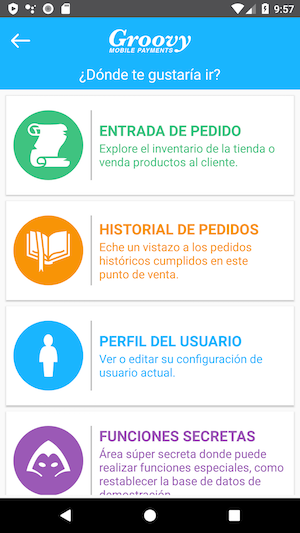 9:57
Groovy
MOBILE PAYMENTS
¿Dónde te gustaría ir?
ENTRADA DE PEDIDO
Explore el inventario de la tienda o
venda productos al cliente.
HISTORIAL DE PEDIDOS
Eche un vistazo a los pedidos
históricos cumplidos en este
punto de venta.
PERFIL DEL USUARIO
Ver o editar su configuración de
usuario actual.
FUNCIONES SECRETAS
Área súper secreta donde puede
realizar funciones especiales, como
restablecer la base de datos de
demostración.